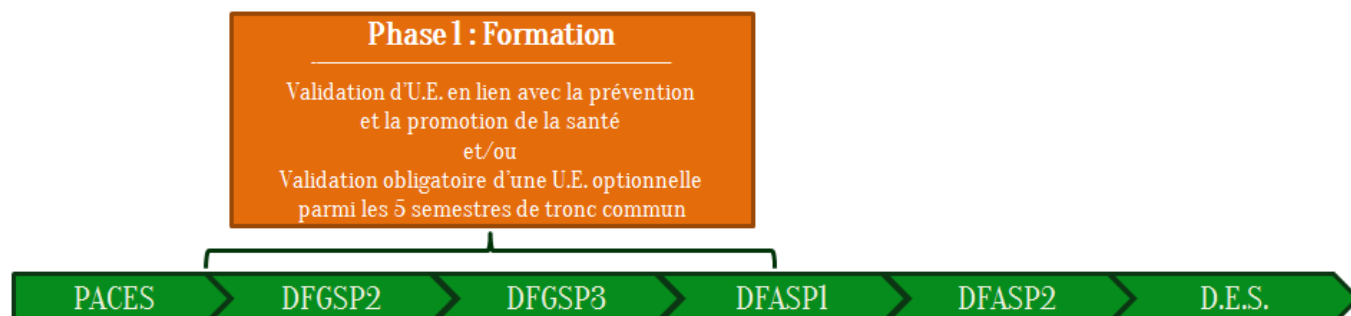 Phase 1 : Formation
Validation d'U.E. en lien avec la prévention
et la promotion de la santé
et/ou
Validation obligatoire d'une U.E. optionnelle
parmi les 5 semestres de tronc commun
PACES DFGSP2 DFGSP3 DFASP1 DFASP2 D.E.S.